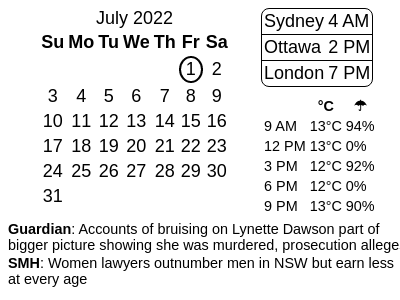 July 2022
Su Mo Tu We Th Fr Sa
1 2
3 4 5 6 7 8 9
10 11 12 13 14 15 16
17 18 19 20 21 22 23
24 25 26 27 28 29 30
31
Sydney 4 AM
Ottawa 2 PM
London 7 PM
°C ☂
9 AM 13°C 94%
12 PM 13°C 0%
3 PM 12°C 92%
6 PM 12°C 0%
9 PM 13°C 90%
Guardian: Accounts of bruising on Lynette Dawson part of
bigger picture showing she was murdered, prosecution allege
SMH: Women lawyers outnumber men in NSW but earn less
at every age